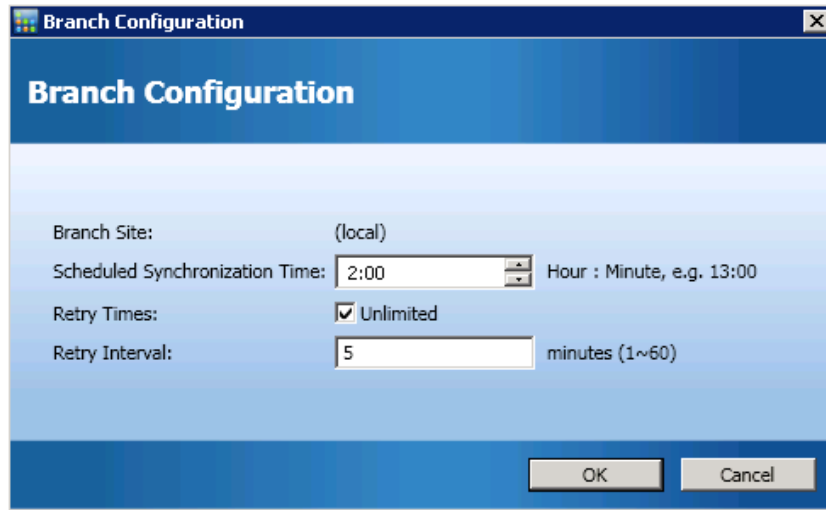 Branch Configuration
Branch Configuration
Branch Site: (local)
Scheduled Synchronization Time: 2:00 Hour : Minute, e.g. 13:00
Retry Times: Unlimited
Retry Interval: 5 minutes (1~60)
OK Cancel